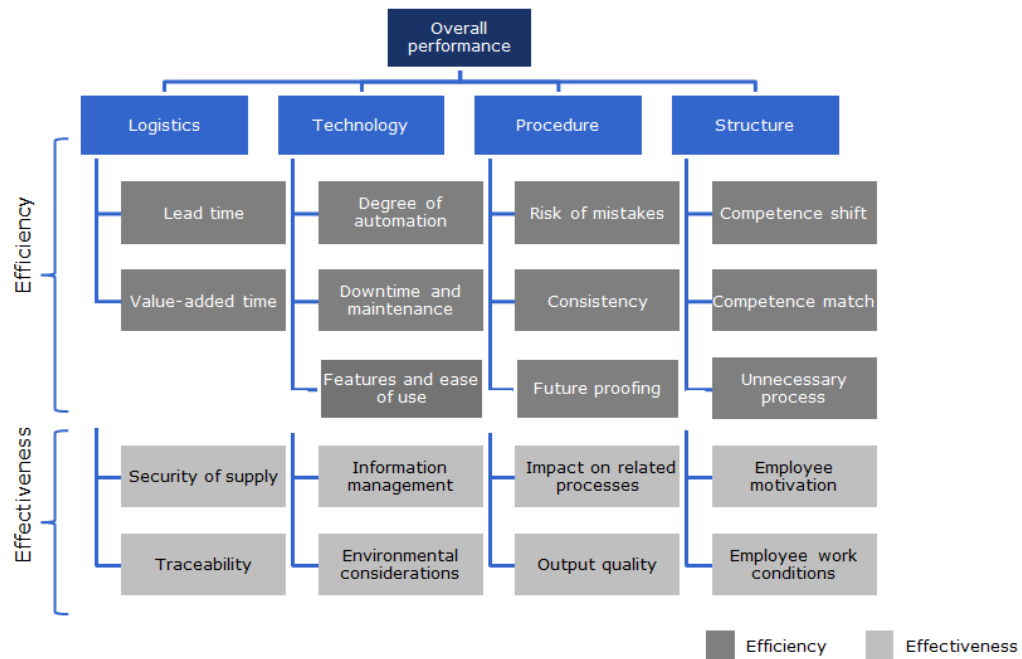 Overall
performance
Logistics
Technology
Procedure
Structure
Efficiency
Lead time
Degree of
automation
Risk of mistakes
Competence shift
Value-added time
Downtime and
maintenance
Consistency
Competence match
Features and ease
of use
Future proofing
Unnecessary
process
Effectiveness
Security of supply
Information
management
Impact on related
processes
Employee
motivation
Traceability
Environmental
considerations
Output quality
Employee work
conditions
Efficiency
Effectiveness